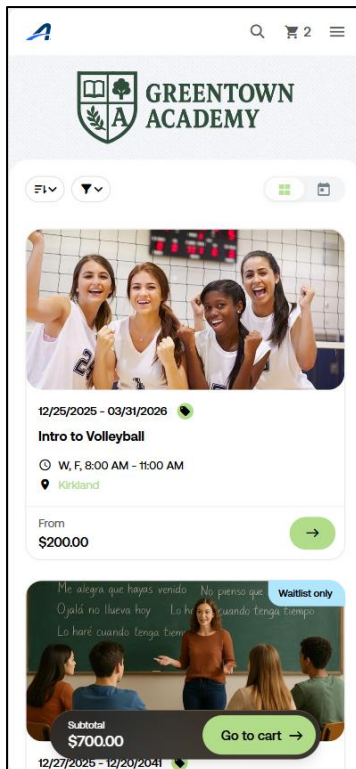 2
GREENTOWN
ACADEMY
A
12/25/2025 - 03/31/2026
Intro to Volleyball
W, F, 8:00 AM - 11:00 AM
Kirkland
From
$200.00
Waitlist only
Me alegra que hayas venido No pienso que
Ojalá no llueva hoy Lo h cuando tenga tiempo
Lo haré cuando tenga tiem
Subtotal
$700.00
Go to cart →
12/27/2025 - 12/20/2041